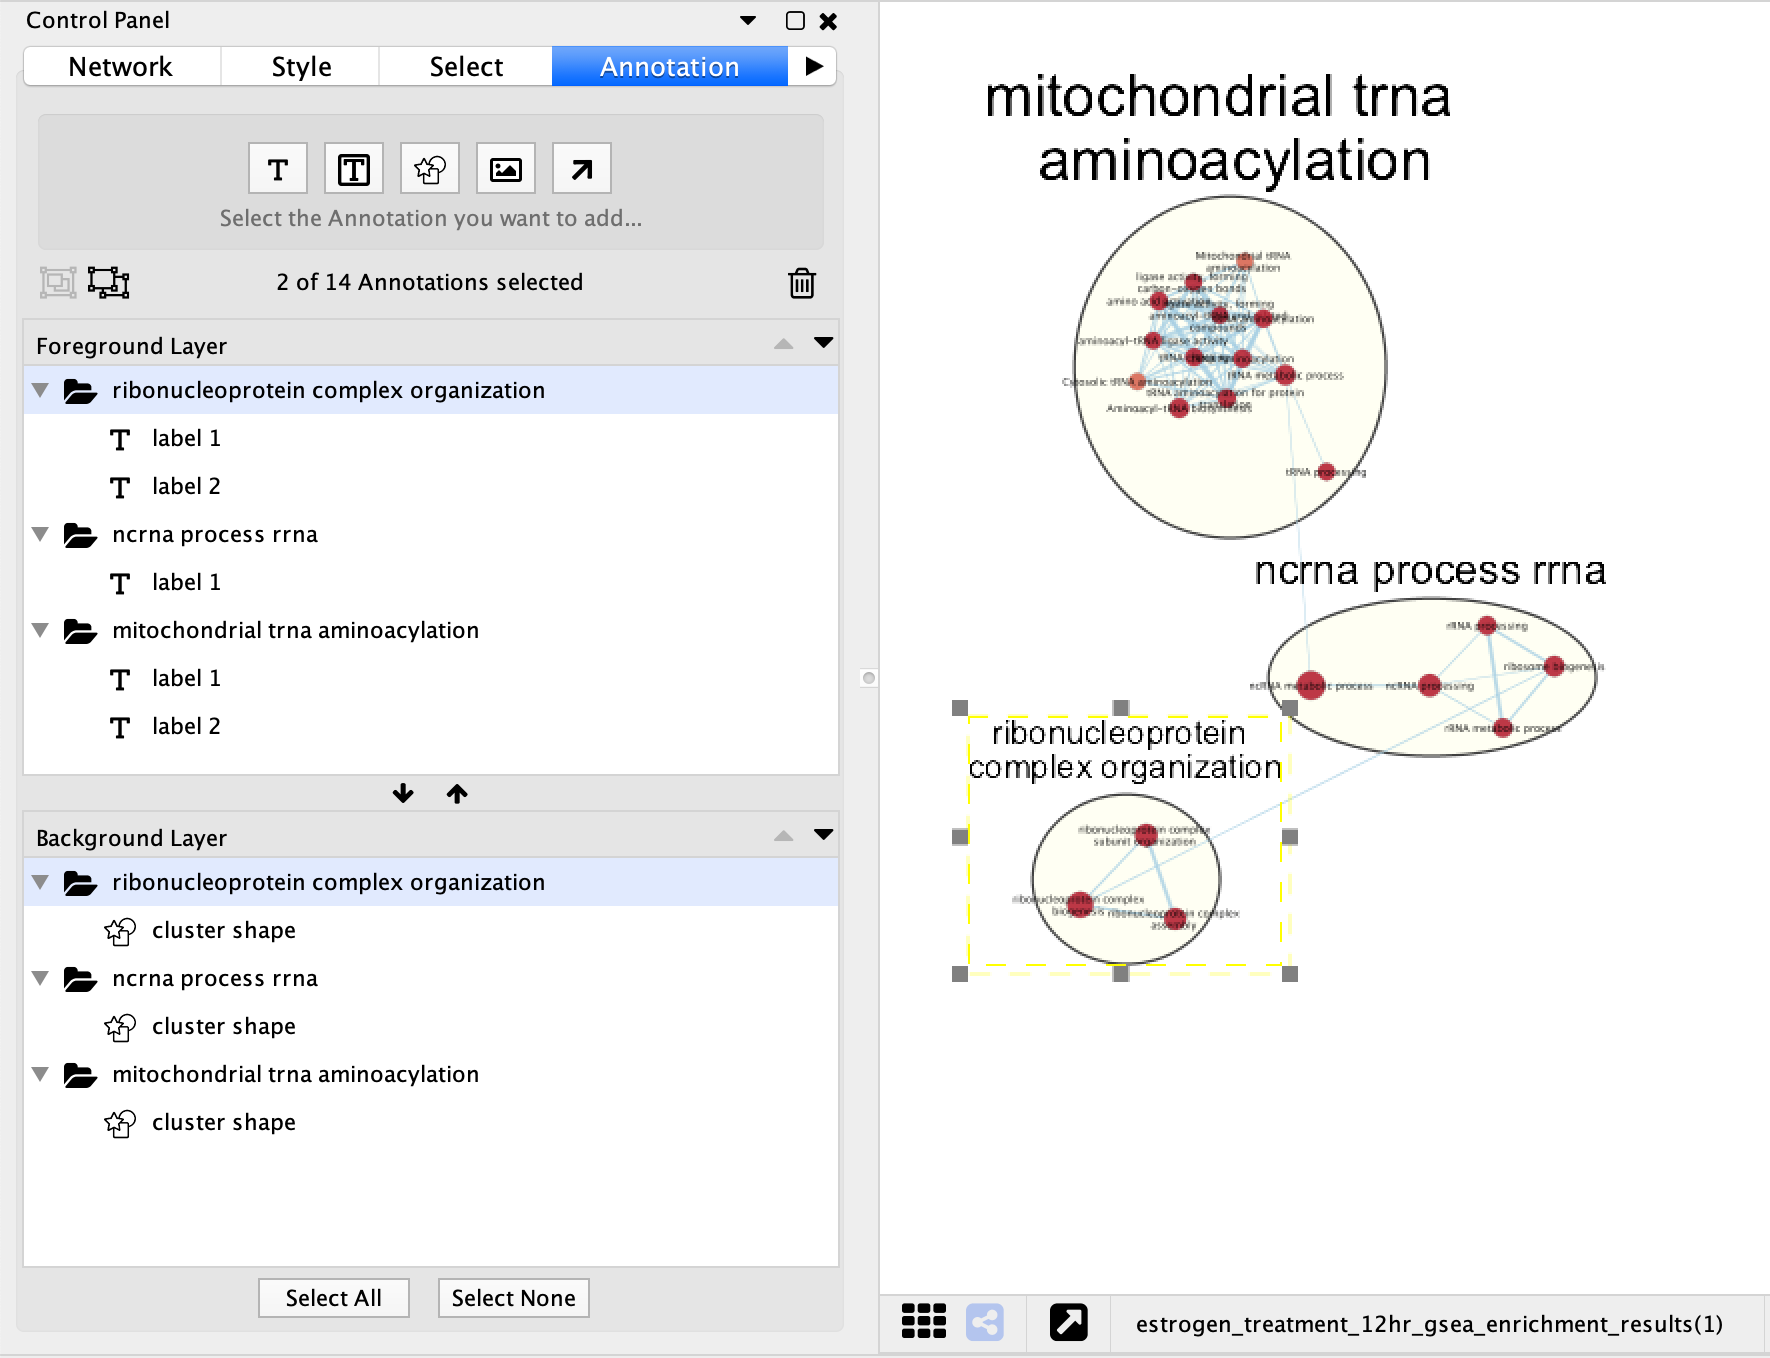 Control Panel
Network
Style
Select
Annotation
T
T
Select the Annotation you want to add...
2 of 14 Annotations selected
Foreground Layer
ribonucleoprotein complex organization
T label 1
T label 2
ncrna process rrna
T label 1
mitochondrial trna aminoacylation
T label 1
T label 2
Background Layer
ribonucleoprotein complex organization
cluster shape
ncrna process rrna
cluster shape
mitochondrial trna aminoacylation
cluster shape
Select All
Select None
mitochondrial trna
aminoacylation
Mitochondrial tRNA
aminoacylation
ligase activity, forming
carbon-oxygen bonds
amino acid activation
forming
compounds
aminoacyl-tRNA ligase activity
tRNA metabolic process
Cytosolic tRNA aminoacylation
tRNA aminoacylation for protein
translation
Aminoacyl-tRNA biosynthesis
tRNA processing
ncrna process rrna
rRNA processing
ribosome biogenesis
ncRNA metabolic process
ncRNA processing
rRNA metabolic process
ribonucleoprotein
complex organization
ribonucleoprotein complex
subunit organization
ribonucleoprotein complex
biogenesis
ribonucleoprotein complex
assembly
estrogen_treatment_12hr_gsea_enrichment_results(1)